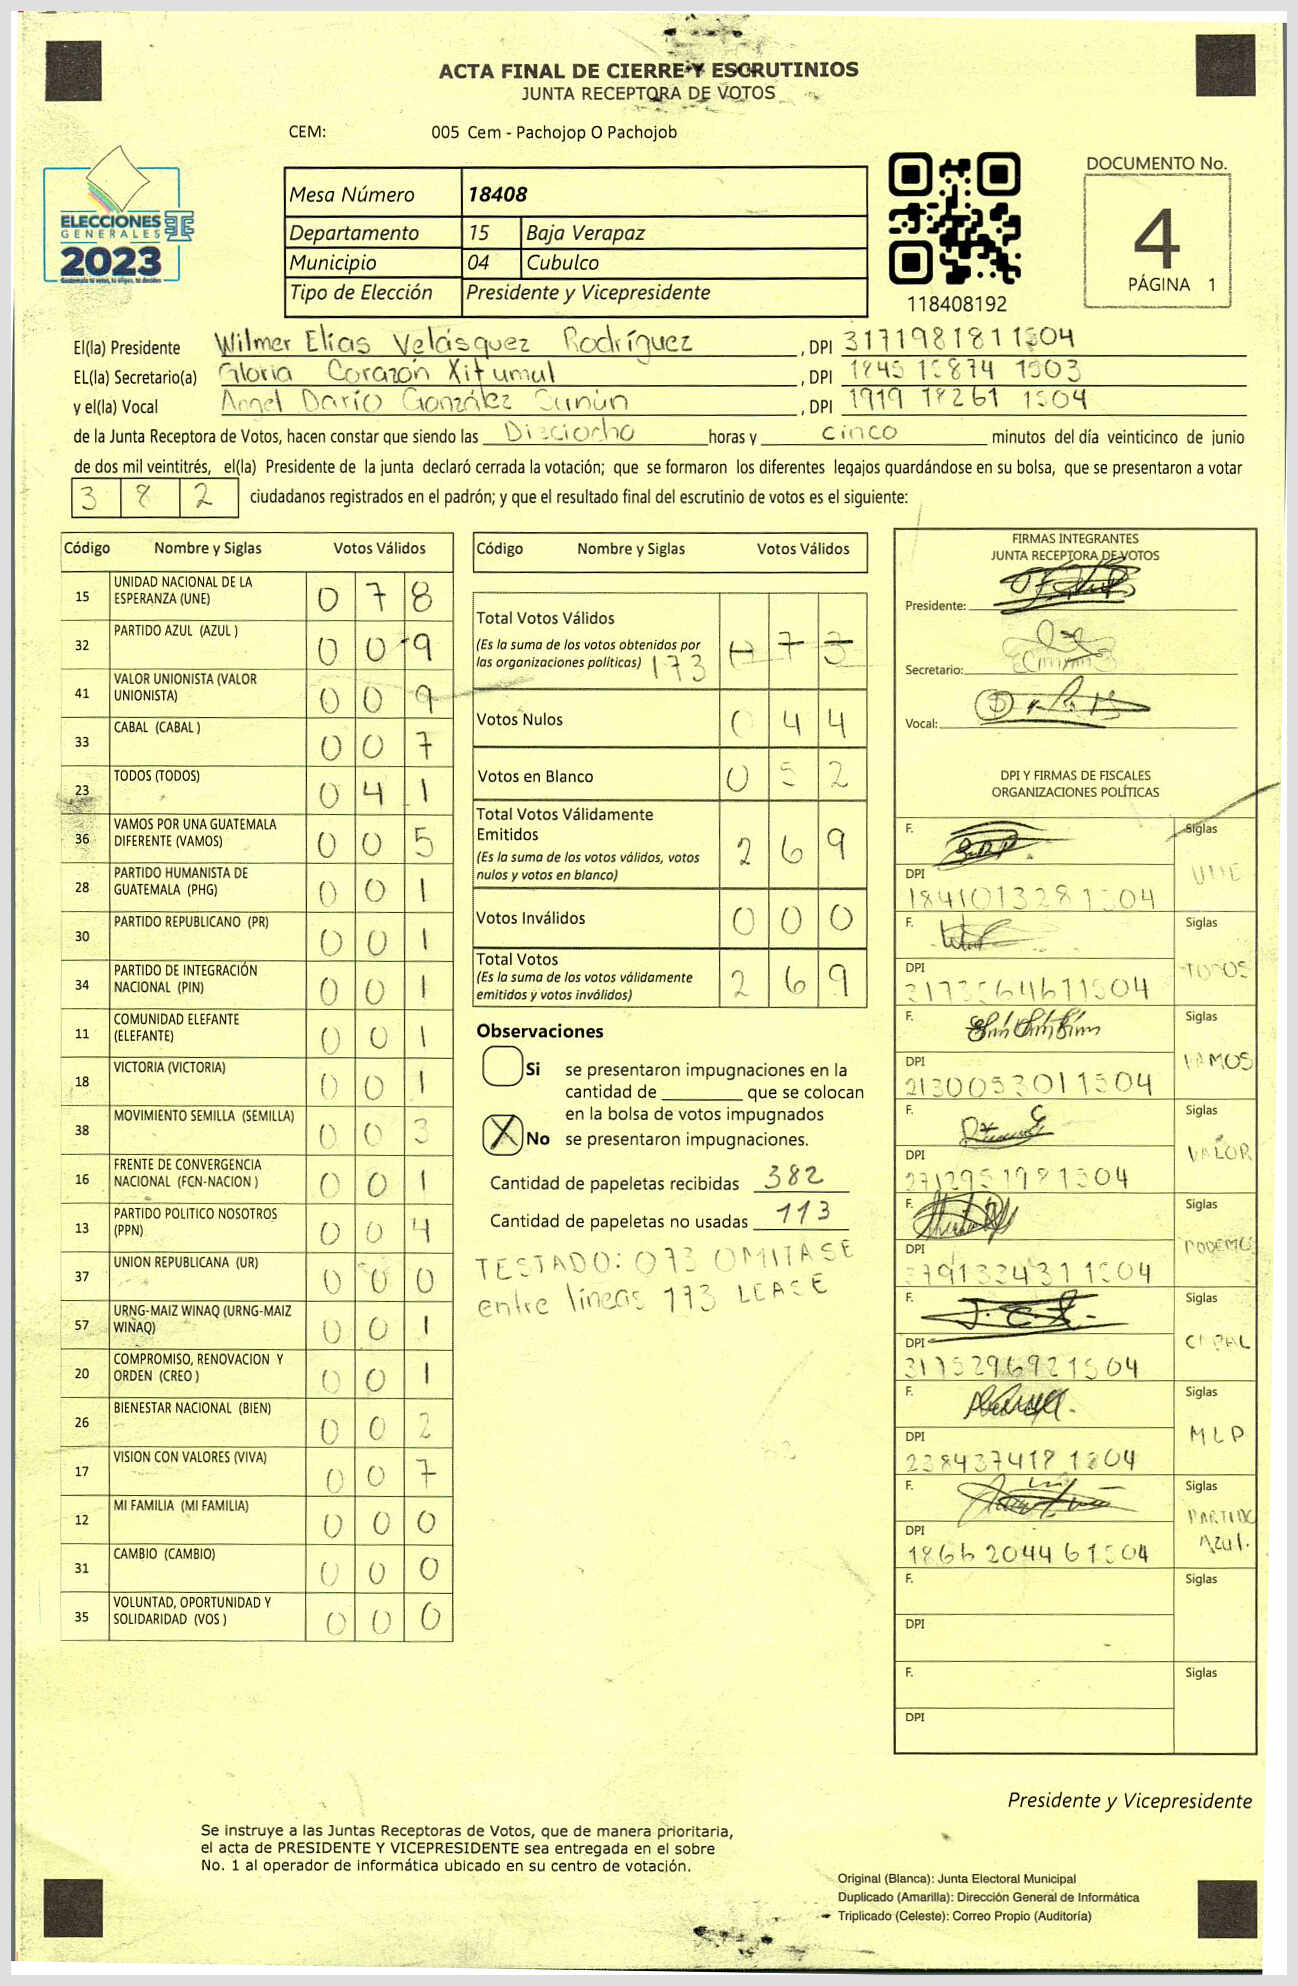 ACTA FINAL DE CIERRE Y ESCRUTINIOS
JUNTA RECEPTORA DE VOTOS
CEM: 005 Cem - Pachojop O Pachojob
ELECCIONES
GENERALES
2023
Mesa Número 18408
Departamento 15 Baja Verapaz
Municipio 04 Cubulco
Tipo de Elección Presidente y Vicepresidente
118408192
DOCUMENTO No.
4
PÁGINA 1
El(la) Presidente Wilmer Elías Velásquez Rodríguez, DPI 3171981811504
EL(la) Secretario(a) Gloria Corazón Xitumul, DPI
y el(la) Vocal Angel Darío González Sunún, DPI 1919 18261 1504
de la Junta Receptora de Votos, hacen constar que siendo las Dieciocho horas y cinco minutos del día veinticinco de junio
de dos mil veintitrés, el(la) Presidente de la junta declaró cerrada la votación; que se formaron los diferentes legajos guardándose en su bolsa, que se presentaron a votar
382 ciudadanos registrados en el padrón; y que el resultado final del escrutinio de votos es el siguiente:
Código Nombre y Siglas Votos Válidos
15 UNIDAD NACIONAL DE LA ESPERANZA (UNE) 0 7 8
32 PARTIDO AZUL (AZUL ) 0 0 9
41 VALOR UNIONISTA (VALOR UNIONISTA) 0 0 9
33 CABAL (CABAL ) 0 0 7
23 TODOS (TODOS) 0 4 1
36 VAMOS POR UNA GUATEMALA DIFERENTE (VAMOS) 0 0 5
28 PARTIDO HUMANISTA DE GUATEMALA (PHG) 0 0 1
30 PARTIDO REPUBLICANO (PR) 0 0 1
34 PARTIDO DE INTEGRACIÓN NACIONAL (PIN) 0 0 1
11 COMUNIDAD ELEFANTE (ELEFANTE) 0 0 1
18 VICTORIA (VICTORIA) 0 0 1
38 MOVIMIENTO SEMILLA (SEMILLA) 0 0 3
16 FRENTE DE CONVERGENCIA NACIONAL (FCN-NACION ) 0 0 1
13 PARTIDO POLITICO NOSOTROS (PPN) 0 0 4
37 UNION REPUBLICANA (UR) 0 0 0
57 URNG-MAIZ WINAQ (URNG-MAIZ WINAQ) 0 0 1
20 COMPROMISO, RENOVACION Y ORDEN (CREO ) 0 0 1
26 BIENESTAR NACIONAL (BIEN) 0 0 2
17 VISION CON VALORES (VIVA) 0 0 7
12 MI FAMILIA (MI FAMILIA) 0 0 0
31 CAMBIO (CAMBIO) 0 0 0
35 VOLUNTAD, OPORTUNIDAD Y SOLIDARIDAD (VOS ) 0 0 0
Código Nombre y Siglas Votos Válidos
Total Votos Válidos
(Es la suma de los votos obtenidos por
las organizaciones políticas) 173 73
Votos Nulos 0 4 4
Votos en Blanco 0 5 2
Total Votos Válidamente
Emitidos
(Es la suma de los votos válidos, votos
nulos y votos en blanco) 2 6 9
Votos Inválidos 0 0 0
Total Votos
(Es la suma de los votos válidamente
emitidos y votos inválidos) 2 6 9
Observaciones
Si se presentaron impugnaciones en la
cantidad de ________ que se colocan
en la bolsa de votos impugnados
X No se presentaron impugnaciones.
Cantidad de papeletas recibidas 382
Cantidad de papeletas no usadas 113
TESTADO: 073 OMITASE
entre líneas 173 LEASE
FIRMAS INTEGRANTES
JUNTA RECEPTORA DE VOTOS
Presidente:
Secretario:
Vocal:
DPI Y FIRMAS DE FISCALES
ORGANIZACIONES POLÍTICAS
F. Siglas
UNE
DPI
1841013281504
F. Siglas
TODOS
DPI
3173564671504
F. Siglas
VAMOS
DPI
2130053011504
F. Siglas
VALOR
DPI
F. Siglas
PODEMOS
DPI
F. Siglas
CABAL
DPI
3175296921504
F. Siglas
MLP
DPI
F. Siglas
PARTIDO
Azul.
DPI
1866204461504
F. Siglas
DPI
F. Siglas
DPI
Presidente y Vicepresidente
Se instruye a las Juntas Receptoras de Votos, que de manera prioritaria,
el acta de PRESIDENTE Y VICEPRESIDENTE sea entregada en el sobre
No. 1 al operador de informática ubicado en su centro de votación.
Original (Blanca): Junta Electoral Municipal
Duplicado (Amarilla): Dirección General de Informática
Triplicado (Celeste): Correo Propio (Auditoría)